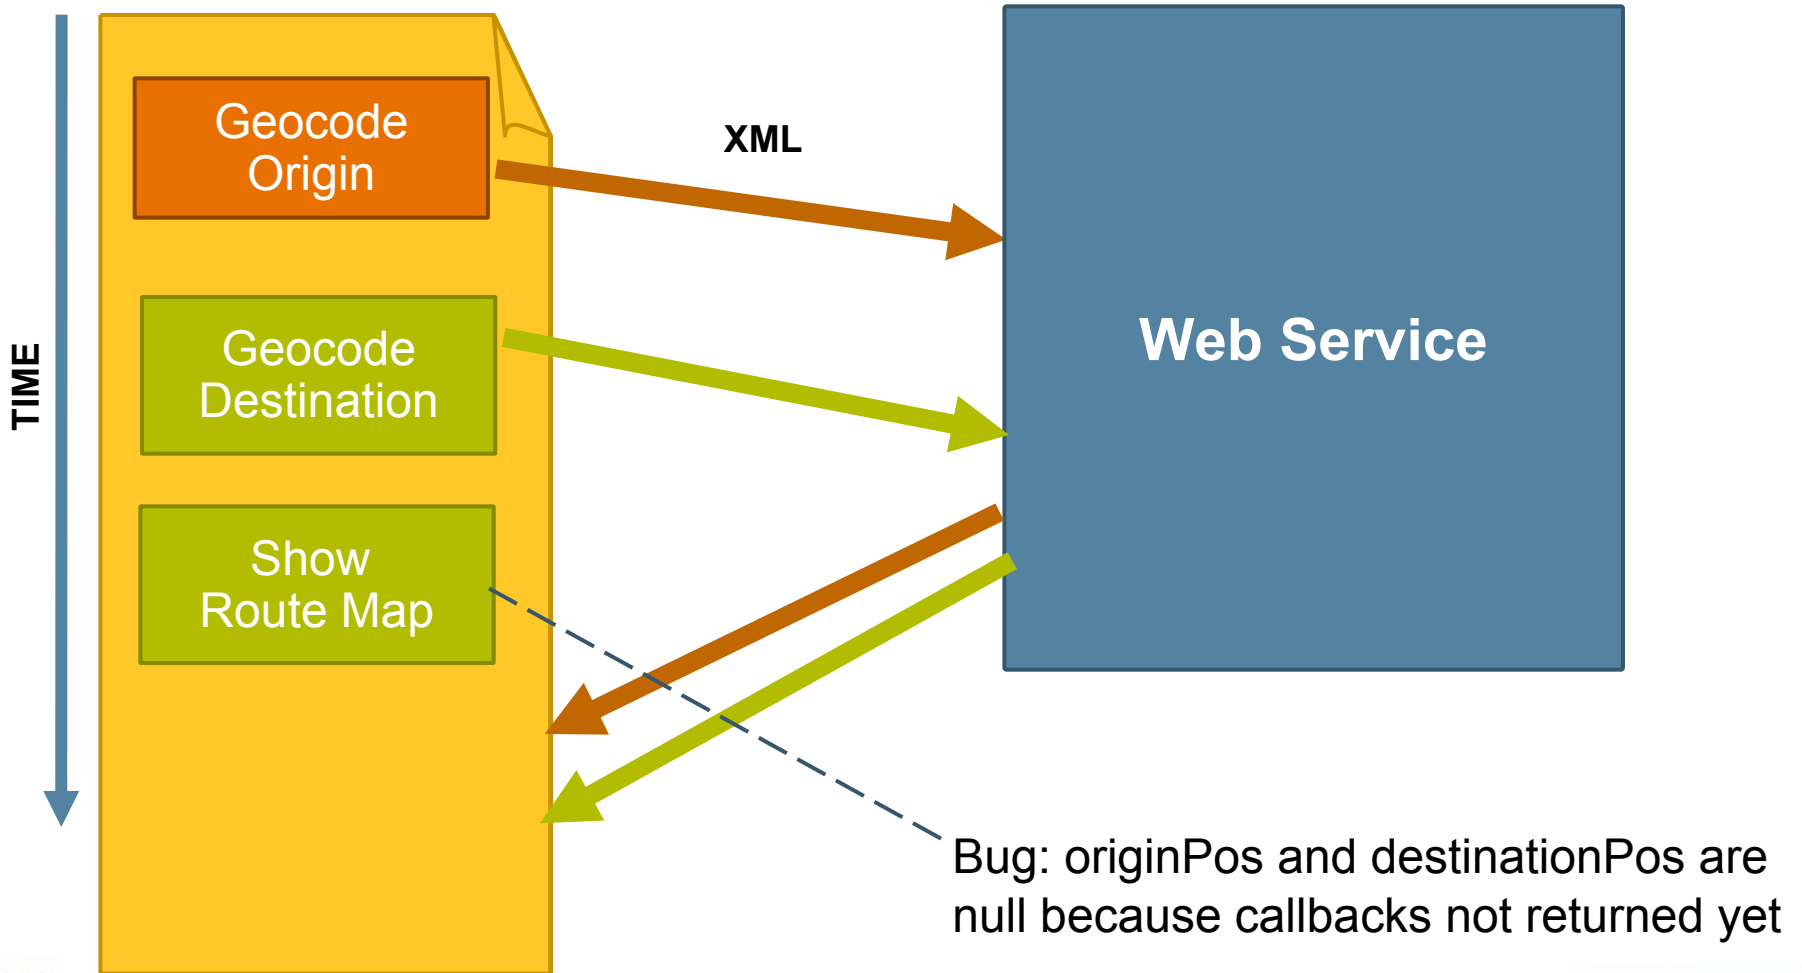 Geocode
Origin
XML
Web Service
TIME
Geocode
Destination
Show
Route Map
Bug: originPos and destinationPos are
null because callbacks not returned yet